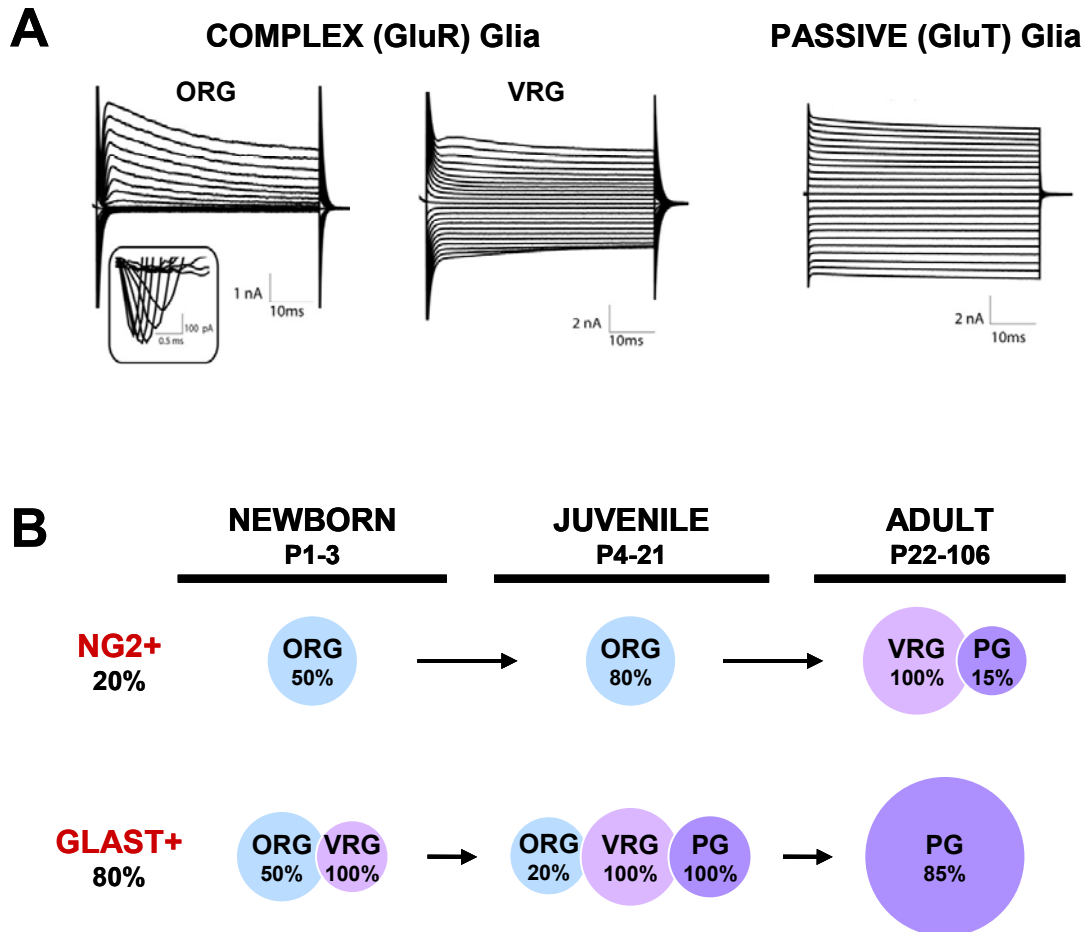 A
COMPLEX (GluR) Glia
PASSIVE (GluT) Glia
ORG
VRG
1 nA
10ms
100 pA
0.5 ms
2 nA
10ms
2 nA
10ms
B
NEWBORN
P1-3
JUVENILE
P4-21
ADULT
P22-106
NG2+
20%
ORG
50%
ORG
80%
VRG
100%
PG
15%
GLAST+
80%
ORG
50%
VRG
100%
ORG
20%
VRG
100%
PG
100%
PG
85%